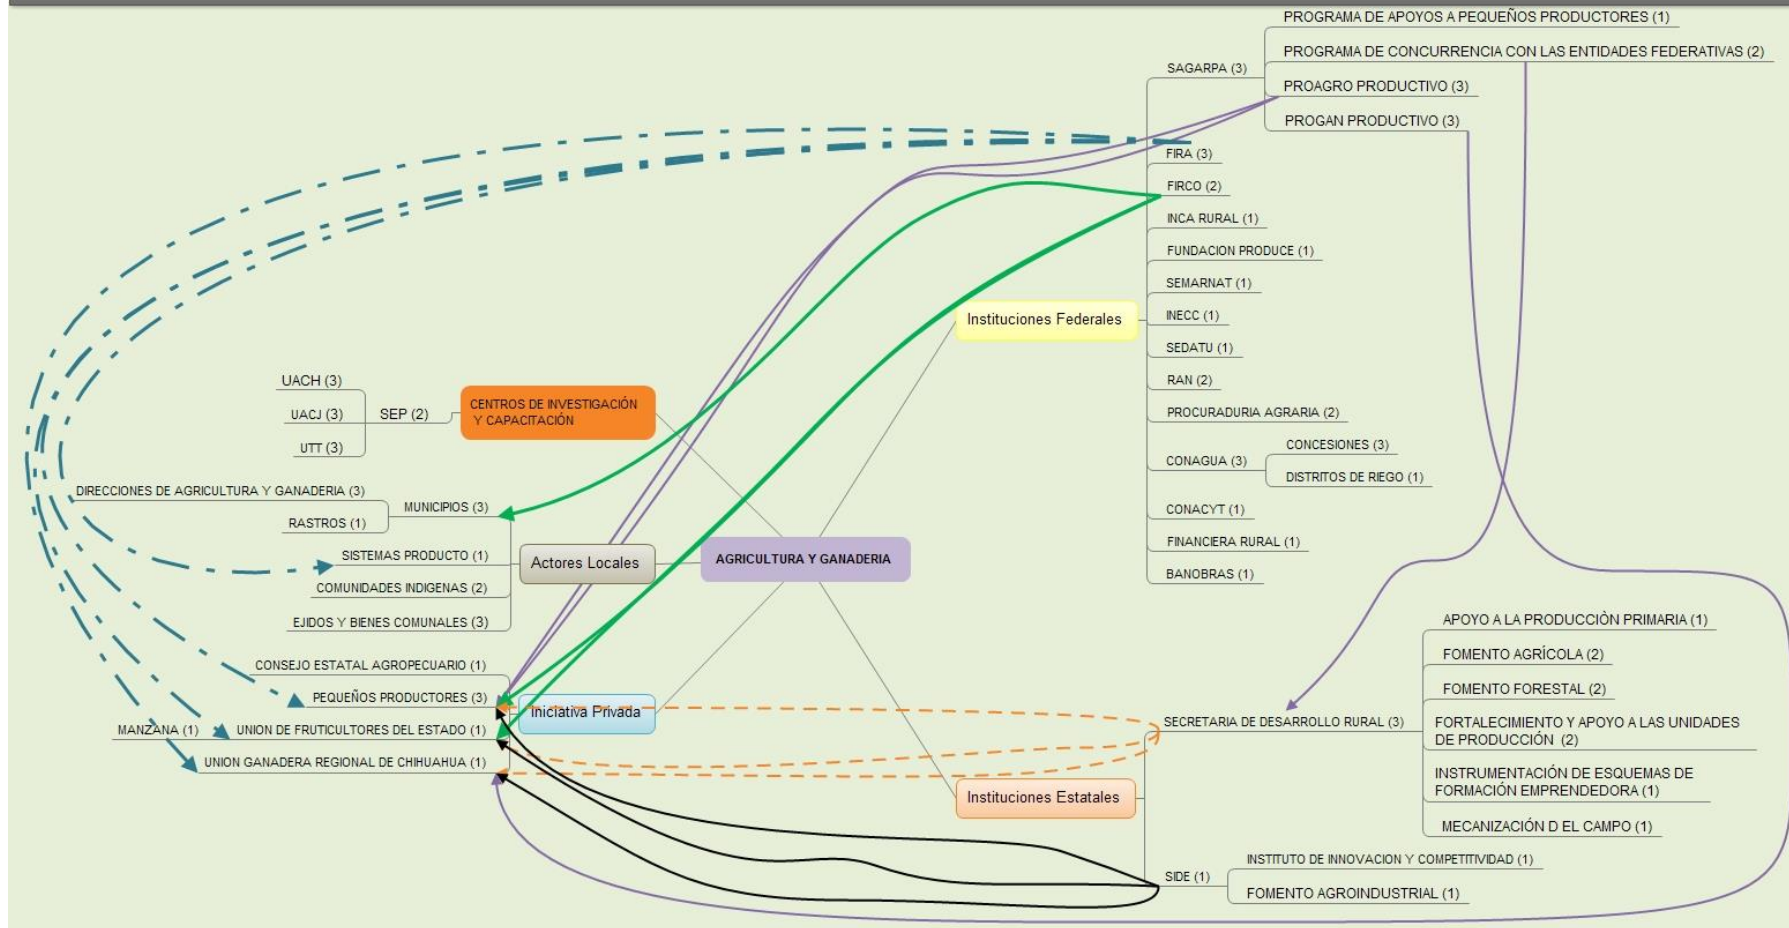 PROGRAMA DE APOYOS A PEQUEÑOS PRODUCTORES (1)
PROGRAMA DE CONCURRENCIA CON LAS ENTIDADES FEDERATIVAS (2)
SAGARPA (3)
PROAGRO PRODUCTIVO (3)
PROGAN PRODUCTIVO (3)
FIRA (3)
FIRCO (2)
INCA RURAL (1)
FUNDACION PRODUCE (1)
SEMARNAT (1)
Instituciones Federales
INECC (1)
SEDATU (1)
RAN (2)
PROCURADURIA AGRARIA (2)
CONCESIONES (3)
CONAGUA (3)
DISTRITOS DE RIEGO (1)
CONACYT (1)
FINANCIERA RURAL (1)
BANOBRAS (1)
UACH (3)
UACJ (3)
SEP (2)
CENTROS DE INVESTIGACIÓN
Y CAPACITACIÓN
UTT (3)
DIRECCIONES DE AGRICULTURA Y GANADERIA (3)
MUNICIPIOS (3)
RASTROS (1)
SISTEMAS PRODUCTO (1)
Actores Locales
AGRICULTURA Y GANADERIA
COMUNIDADES INDIGENAS (2)
EJIDOS Y BIENES COMUNALES (3)
CONSEJO ESTATAL AGROPECUARIO (1)
PEQUEÑOS PRODUCTORES (3)
Iniciativa Privada
MANZANA (1)
UNION DE FRUTICULTORES DEL ESTADO (1)
UNION GANADERA REGIONAL DE CHIHUAHUA (1)
APOYO A LA PRODUCCIÒN PRIMARIA (1)
FOMENTO AGRÍCOLA (2)
FOMENTO FORESTAL (2)
SECRETARIA DE DESARROLLO RURAL (3)
FORTALECIMIENTO Y APOYO A LAS UNIDADES
DE PRODUCCIÓN (2)
INSTRUMENTACIÓN DE ESQUEMAS DE
FORMACIÓN EMPRENDEDORA (1)
MECANIZACIÓN D EL CAMPO (1)
Instituciones Estatales
INSTITUTO DE INNOVACION Y COMPETITIVIDAD (1)
SIDE (1)
FOMENTO AGROINDUSTRIAL (1)